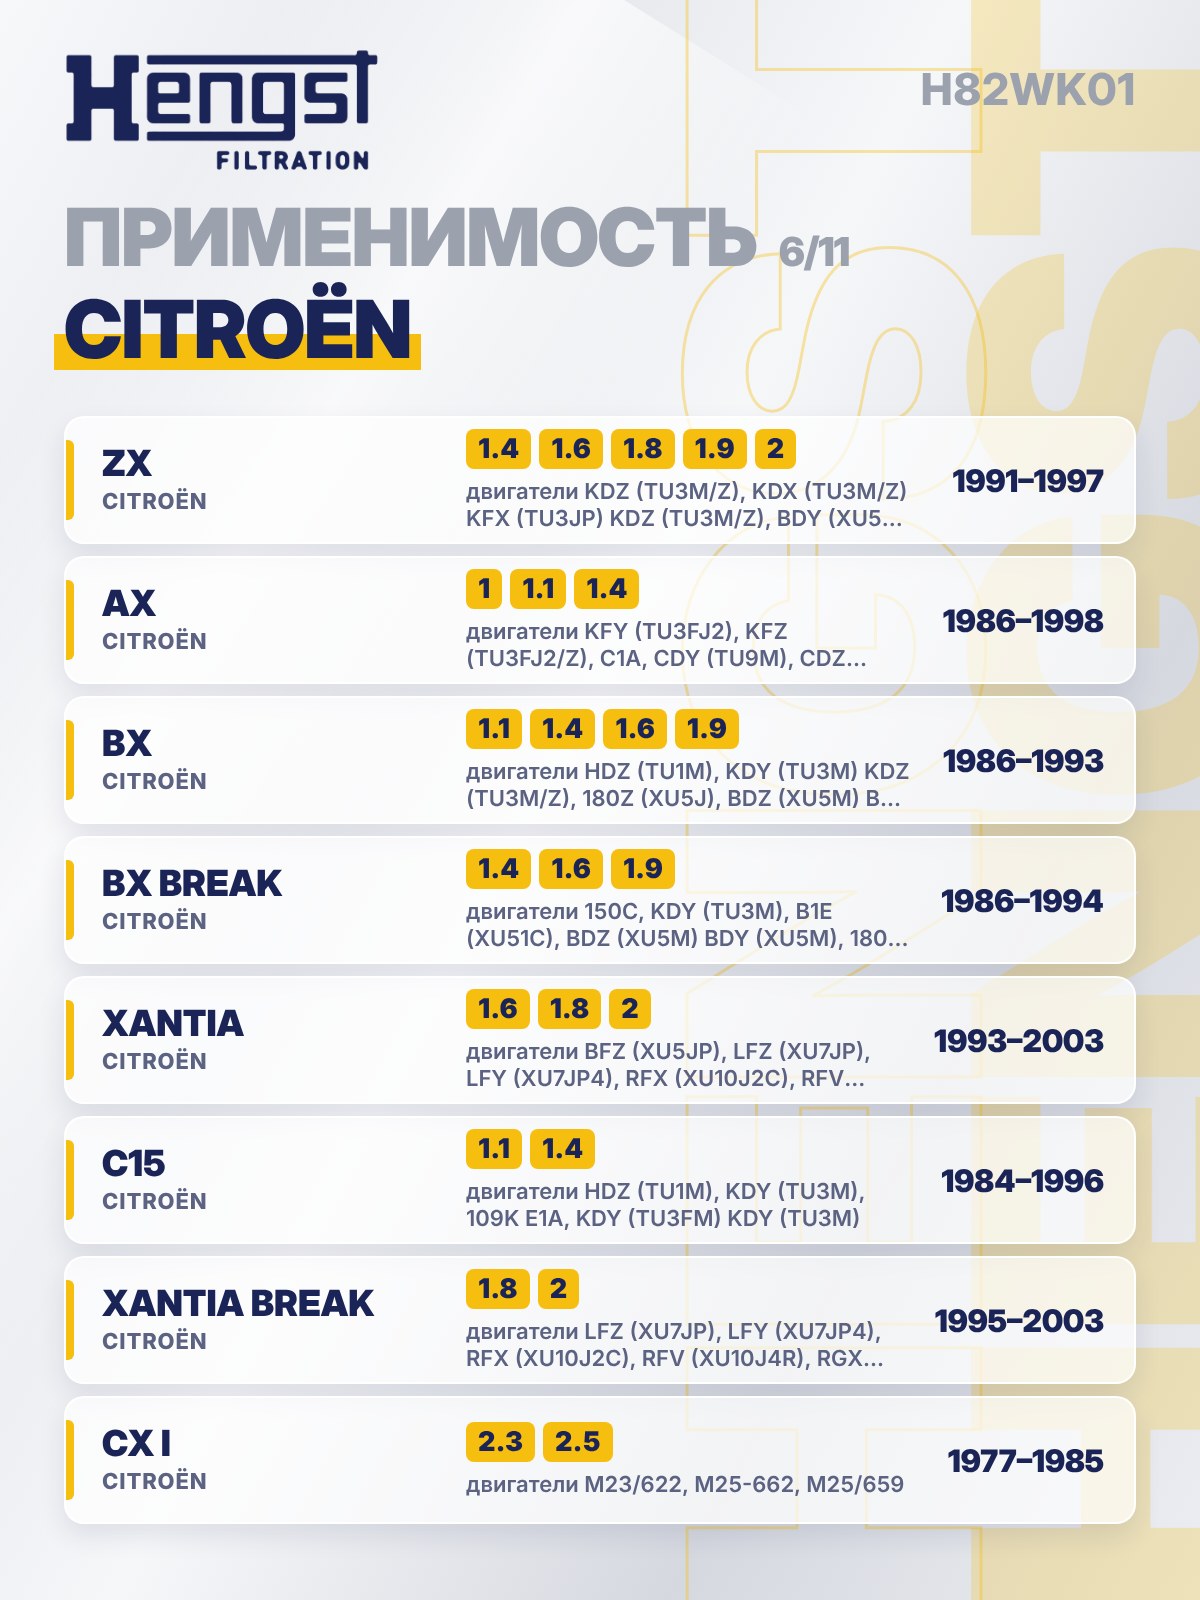 Hengst
FILTRATION
H82WK01
ПРИМЕНИМОСТЬ 6/11
CITROËN
ZX
CITROËN
1.4 1.6 1.8 1.9 2
двигатели KDZ (TU3M/Z), KDX (TU3M/Z)
KFX (TU3JP) KDZ (TU3M/Z), BDY (XU5...
1991–1997
AX
CITROËN
1 1.1 1.4
двигатели KFY (TU3FJ2), KFZ
(TU3FJ2/Z), C1A, CDY (TU9M), CDZ...
1986–1998
BX
CITROËN
1.1 1.4 1.6 1.9
двигатели HDZ (TU1M), KDY (TU3M) KDZ
(TU3M/Z), 180Z (XU5J), BDZ (XU5M) B...
1986–1993
BX BREAK
CITROËN
1.4 1.6 1.9
двигатели 150C, KDY (TU3M), B1E
(XU51C), BDZ (XU5M) BDY (XU5M), 180...
1986–1994
XANTIA
CITROËN
1.6 1.8 2
двигатели BFZ (XU5JP), LFZ (XU7JP),
LFY (XU7JP4), RFX (XU10J2C), RFV...
1993–2003
C15
CITROËN
1.1 1.4
двигатели HDZ (TU1M), KDY (TU3M),
109K E1A, KDY (TU3FM) KDY (TU3M)
1984–1996
XANTIA BREAK
CITROËN
1.8 2
двигатели LFZ (XU7JP), LFY (XU7JP4),
RFX (XU10J2C), RFV (XU10J4R), RGX...
1995–2003
CX I
CITROËN
2.3 2.5
двигатели M23/622, M25-662, M25/659
1977–1985
HENGST
HENGST